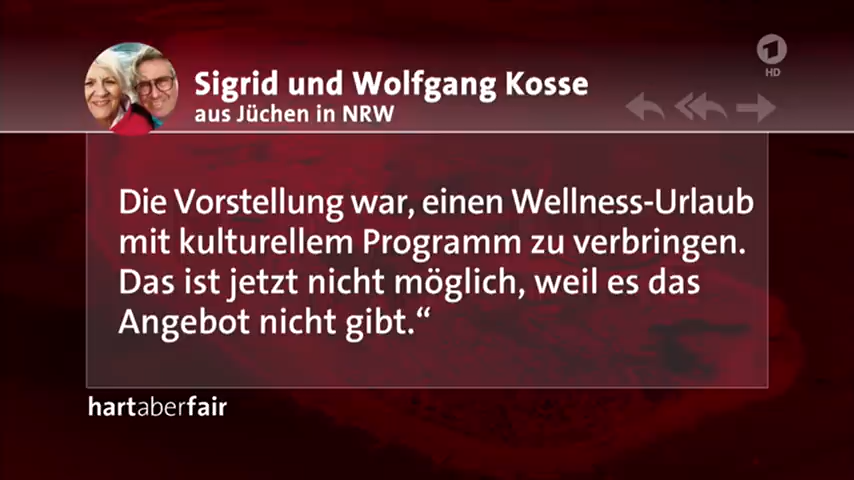 1
HD
Sigrid und Wolfgang Kosse
aus Jüchen in NRW
Die Vorstellung war, einen Wellness-Urlaub
mit kulturellem Programm zu verbringen.
Das ist jetzt nicht möglich, weil es das
Angebot nicht gibt.“
hartaberfair